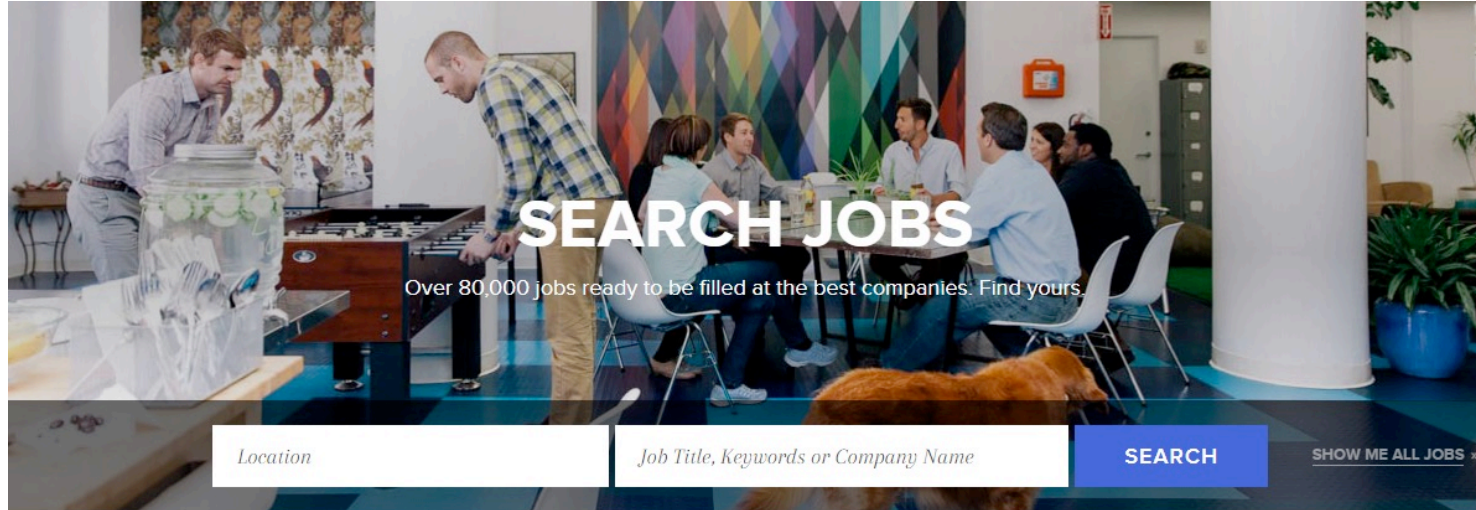 SEARCH JOBS
Over 80,000 jobs ready to be filled at the best companies. Find yours.
Location
Job Title, Keywords or Company Name
SEARCH
SHOW ME ALL JOBS »